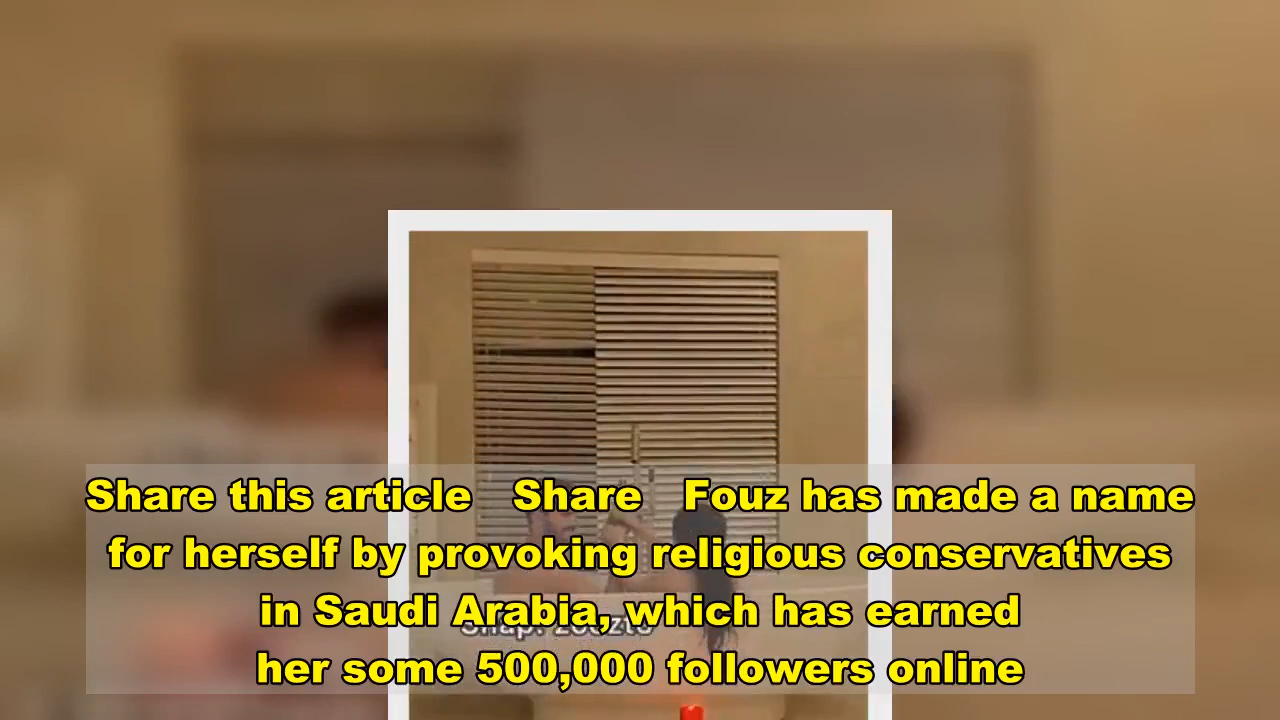 Share this article   Share   Fouz has made a name
for herself by provoking religious conservatives
in Saudi Arabia, which has earned
her some 500,000 followers online
Snap: